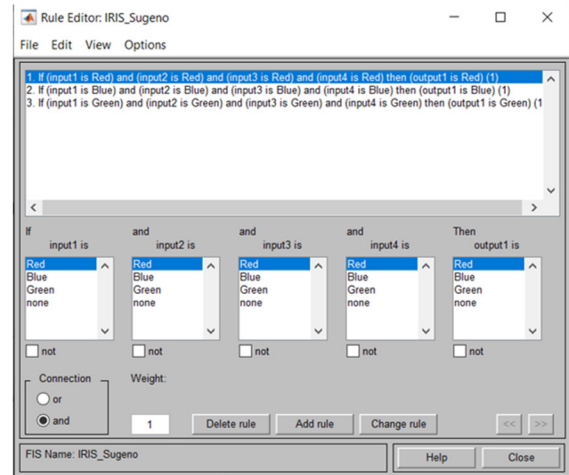 Rule Editor: IRIS_Sugeno
File Edit View Options
1. If (input1 is Red) and (input2 is Red) and (input3 is Red) and (input4 is Red) then (output1 is Red) (1)
2. If (input1 is Blue) and (input2 is Blue) and (input3 is Blue) and (input4 is Blue) then (output1 is Blue) (1)
3. If (input1 is Green) and (input2 is Green) and (input3 is Green) and (input4 is Green) then (output1 is Green) (1
If and and and Then
input1 is input2 is input3 is input4 is output1 is
Red Red Red Red Red
Blue Blue Blue Blue Blue
Green Green Green Green Green
none none none none none
not not not not not
Connection Weight:
or
and 1 Delete rule Add rule Change rule << >>
FIS Name: IRIS_Sugeno Help Close